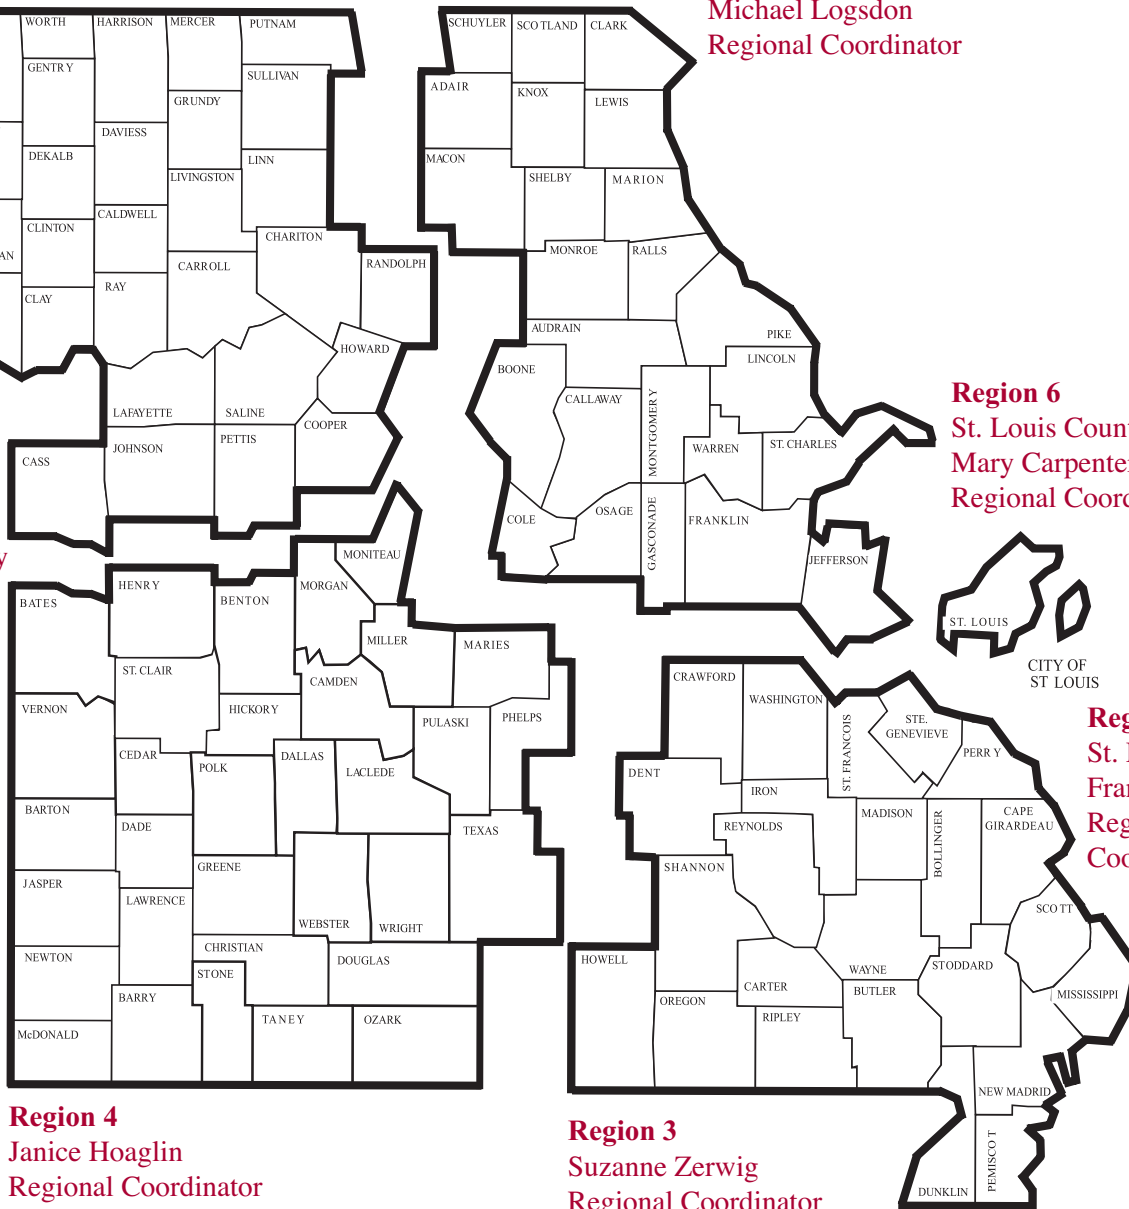 Michael Logsdon
Regional Coordinator
WORTH
HARRISON
MERCER
PUTNAM
SCHUYLER
SCOTLAND
CLARK
GENTRY
SULLIVAN
ADAIR
KNOX
LEWIS
GRUNDY
DAVIESS
DEKALB
LINN
MACON
LIVINGSTON
SHELBY
MARION
CALDWELL
CLINTON
CHARITON
AN
CARROLL
RANDOLPH
MONROE
RALLS
RAY
CLAY
AUDRAIN
PIKE
HOWARD
LINCOLN
BOONE
Region 6
CALLAWAY
LAFAYETTE
SALINE
COOPER
MONTGOMERY
St. Louis Count
JOHNSON
PETTIS
WARREN
ST. CHARLES
CASS
Mary Carpente
Regional Coord
COLE
OSAGE
GASCONADE
FRANKLIN
y
MONITEAU
JEFFERSON
HENRY
MORGAN
BATES
BENTON
ST. LOUIS
MILLER
MARIES
CITY OF
ST LOUIS
ST. CLAIR
CAMDEN
CRAWFORD
WASHINGTON
VERNON
HICKORY
PULASKI
PHELPS
ST. FRANCOIS
STE.
GENEVIEVE
Reg
St. 
Fran
Reg
Coo
PERRY
CEDAR
POLK
DALLAS
LACLEDE
DENT
IRON
BARTON
DADE
TEXAS
REYNOLDS
MADISON
BOLLINGER
CAPE
GIRARDEAU
GREENE
SHANNON
JASPER
LAWRENCE
WEBSTER
WRIGHT
SCOTT
NEWTON
CHRISTIAN
DOUGLAS
HOWELL
WAYNE
STODDARD
STONE
BARRY
OREGON
CARTER
BUTLER
MISSISSIPPI
McDONALD
TANEY
OZARK
RIPLEY
NEW MADRID
Region 4
Janice Hoaglin
Regional Coordinator
Region 3
Suzanne Zerwig
Regional Coordinator
PEMISCOT
DUNKLIN